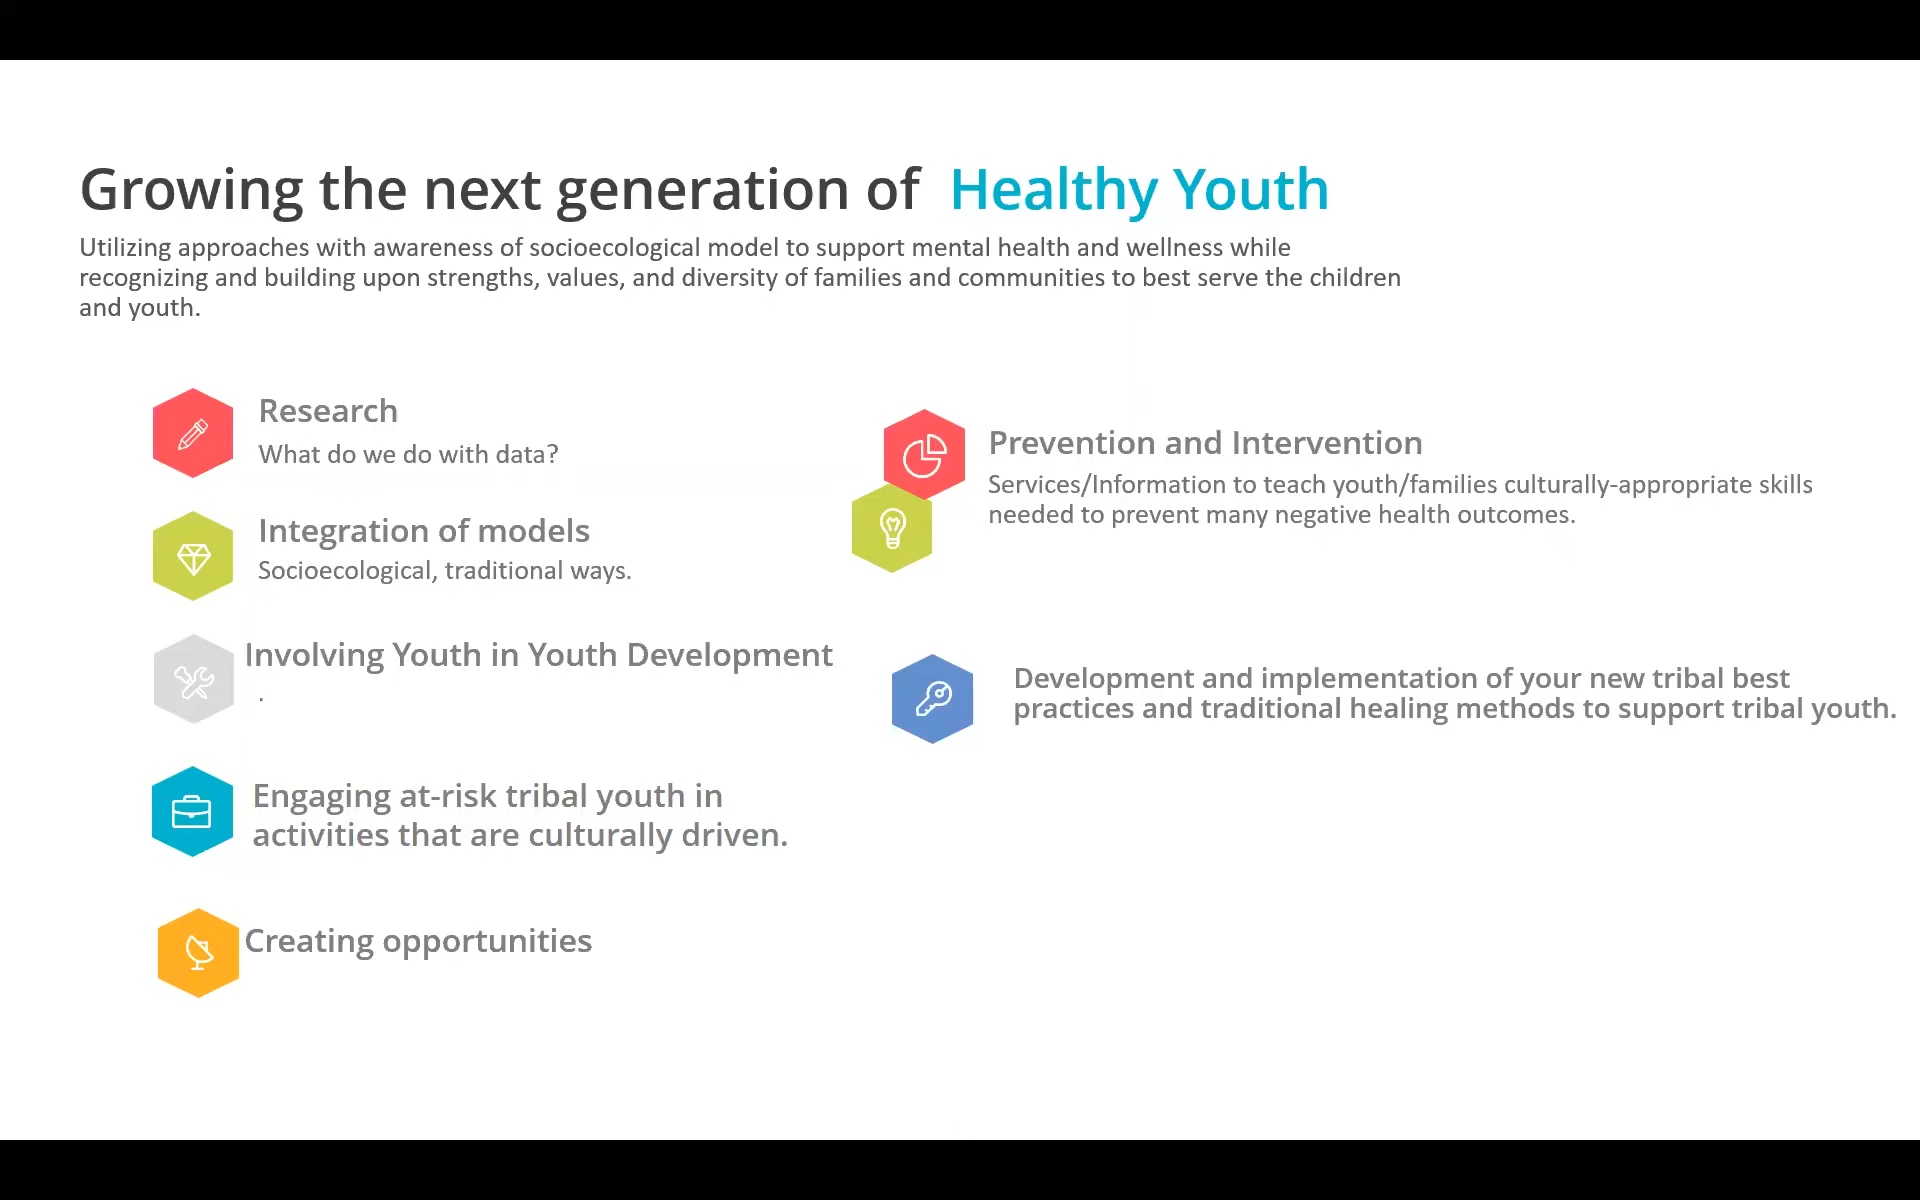 Growing the next generation of Healthy Youth
Utilizing approaches with awareness of socioecological model to support mental health and wellness while
recognizing and building upon strengths, values, and diversity of families and communities to best serve the children
and youth.
Research
What do we do with data?
Integration of models
Socioecological, traditional ways.
Involving Youth in Youth Development
.
Engaging at-risk tribal youth in
activities that are culturally driven.
Creating opportunities
Prevention and Intervention
Services/Information to teach youth/families culturally-appropriate skills
needed to prevent many negative health outcomes.
Development and implementation of your new tribal best
practices and traditional healing methods to support tribal youth.